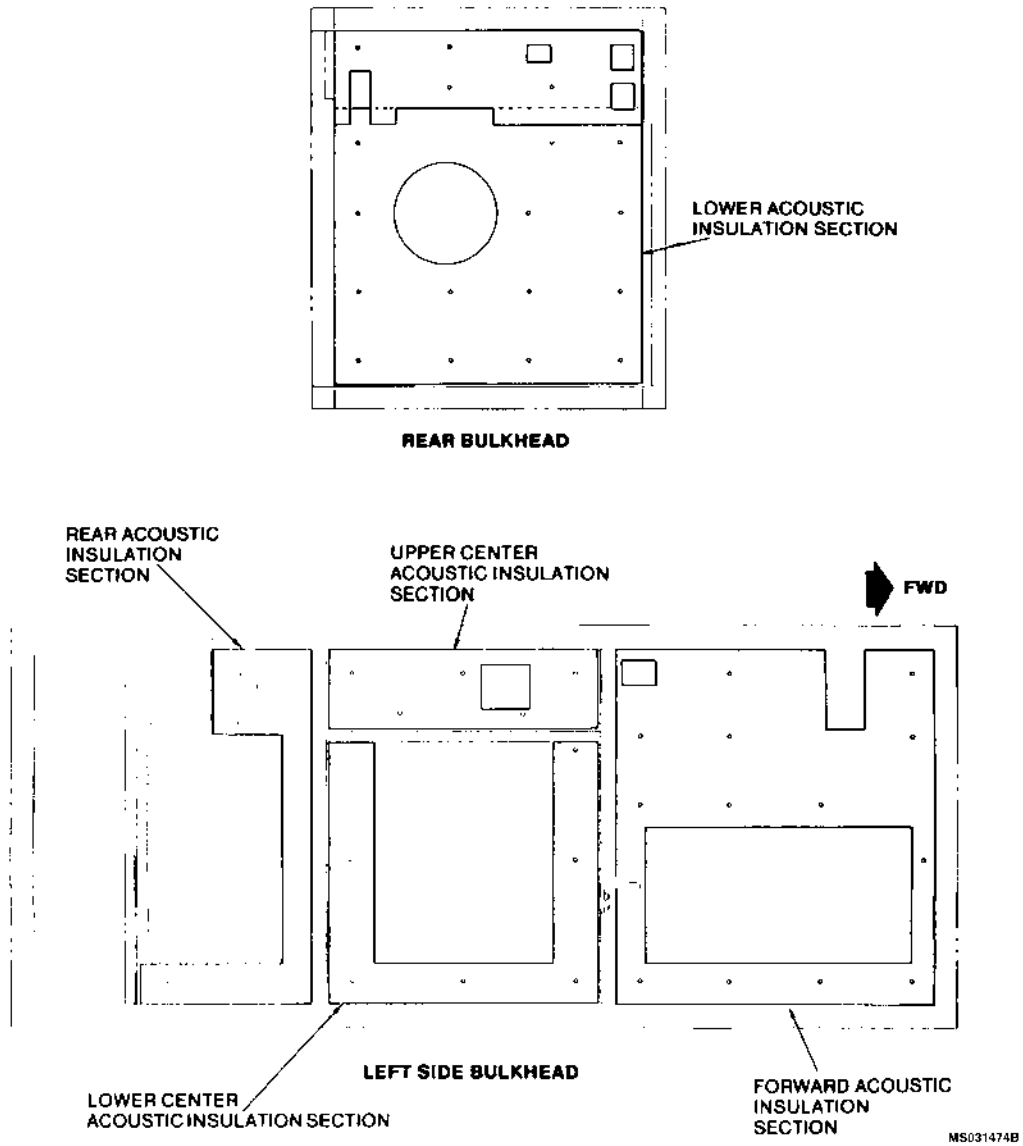 LOWER ACOUSTIC
INSULATION SECTION
REAR BULKHEAD
REAR ACOUSTIC
INSULATION
SECTION
UPPER CENTER
ACOUSTIC INSULATION
SECTION
FWD
LEFT SIDE BULKHEAD
LOWER CENTER
ACOUSTIC INSULATION SECTION
FORWARD ACOUSTIC
INSULATION
SECTION
MS031474B